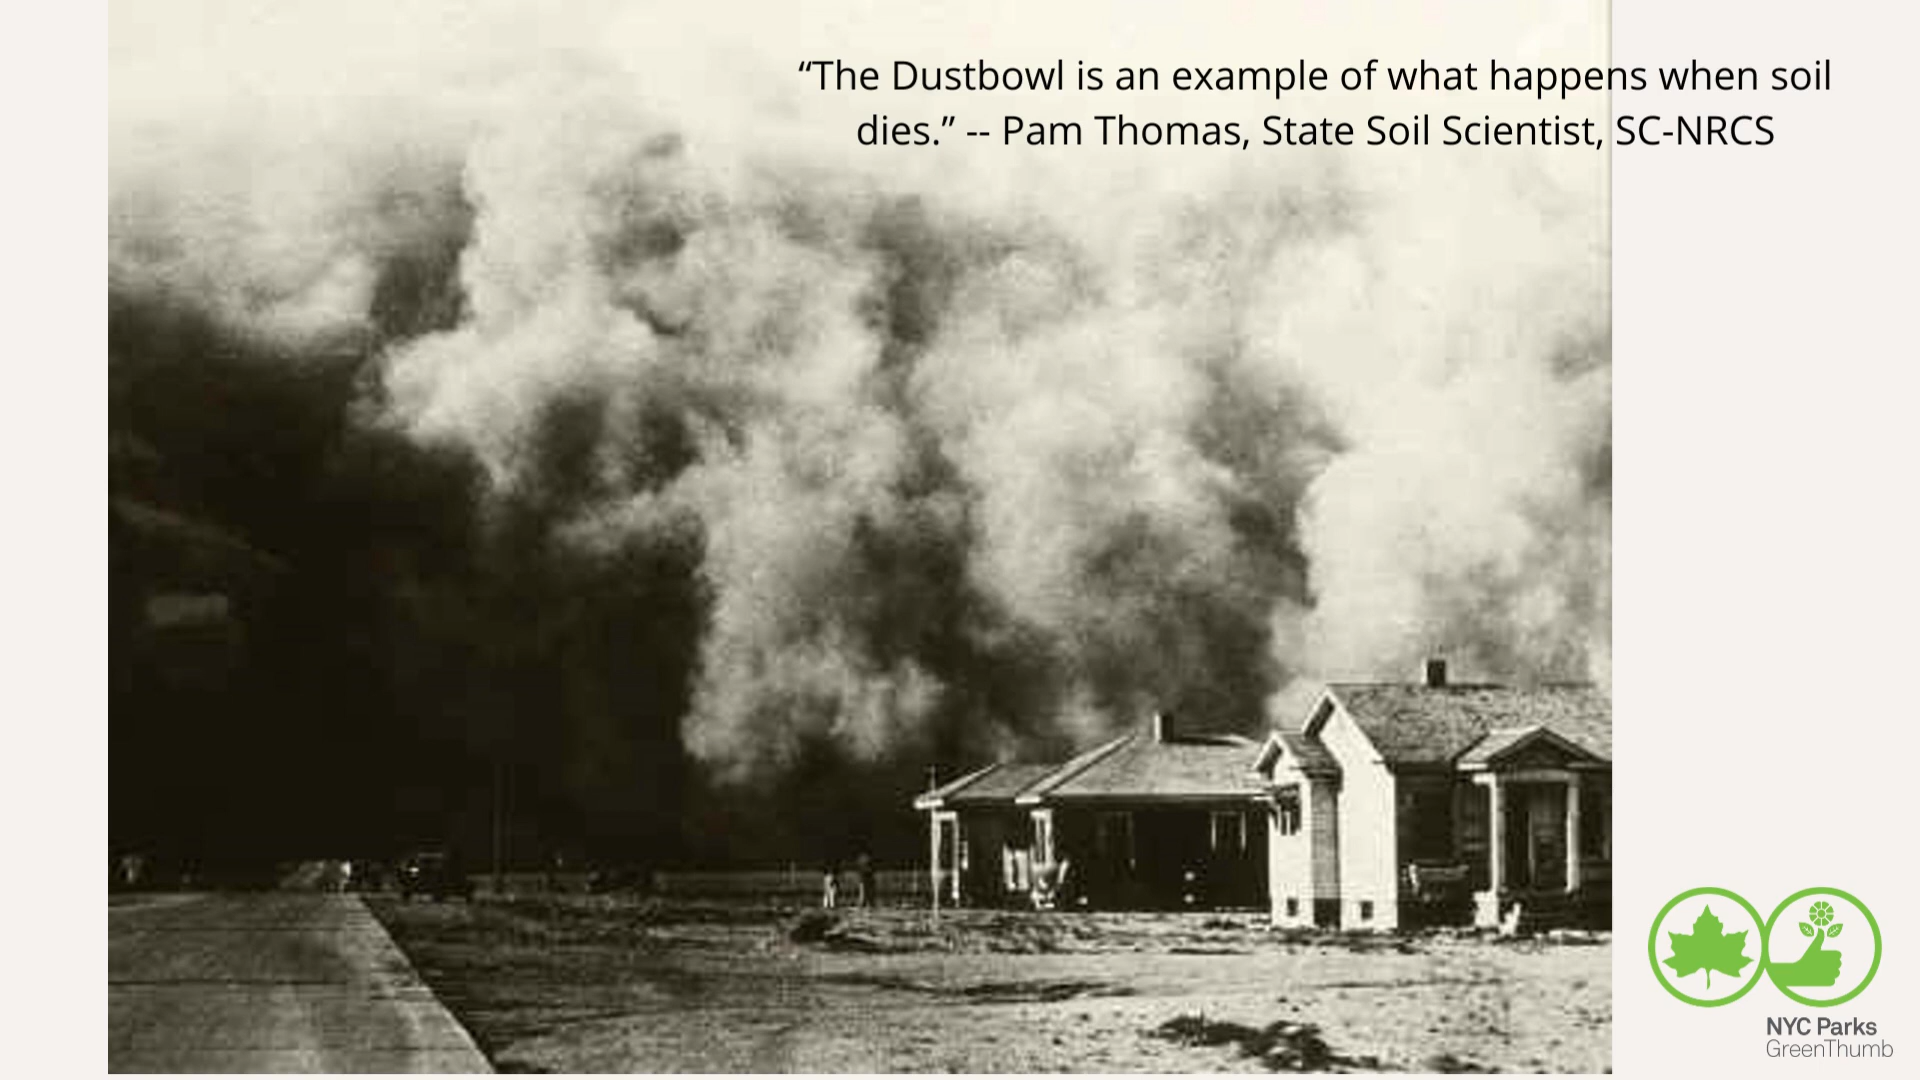 “The Dustbowl is an example of what happens when soil
dies.” -- Pam Thomas, State Soil Scientist, SC-NRCS
NYC Parks
GreenThumb